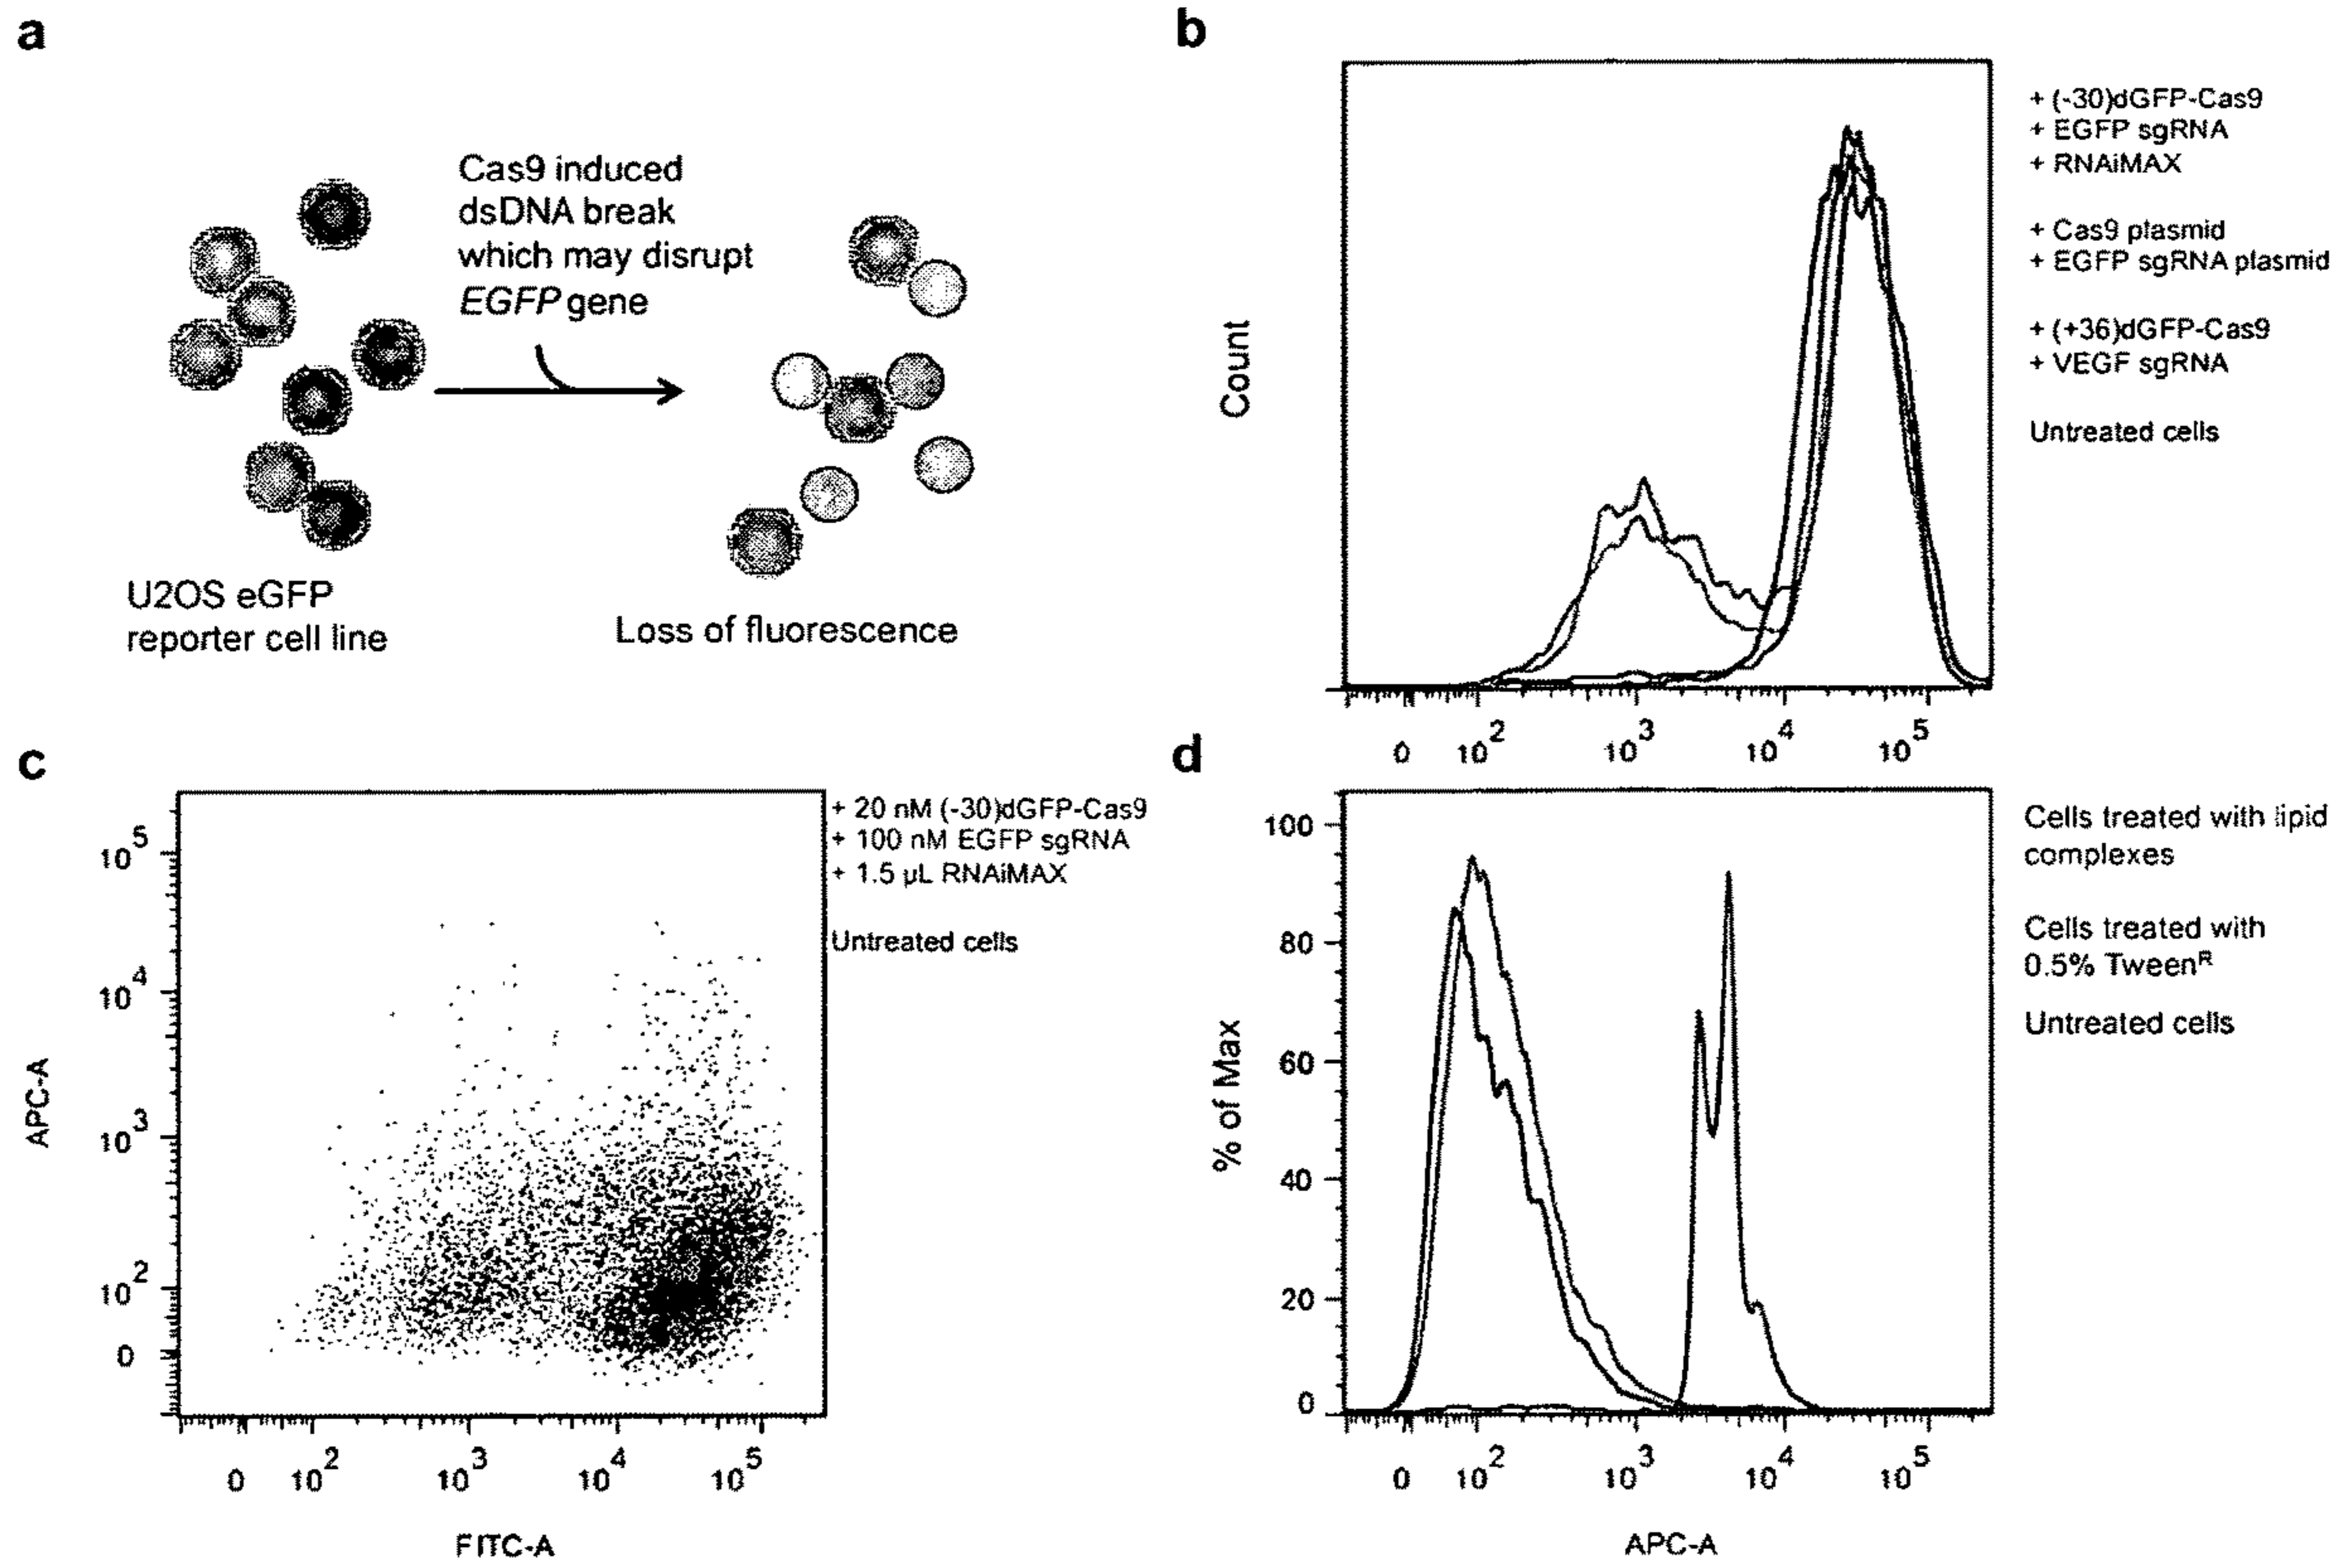 a
Cas9 induced
dsDNA break
which may disrupt
EGFP gene
U2OS eGFP
reporter cell line
Loss of fluorescence
b
Count
0 10^2 10^3 10^4 10^5
+ (-30)dGFP-Cas9
+ EGFP sgRNA
+ RNAiMAX
+ Cas9 plasmid
+ EGFP sgRNA plasmid
+ (+36)dGFP-Cas9
+ VEGF sgRNA
Untreated cells
c
APC-A
10^5
10^4
10^3
10^2
0
0 10^2 10^3 10^4 10^5
FITC-A
+ 20 nM (-30)dGFP-Cas9
+ 100 nM EGFP sgRNA
+ 1.5 µL RNAiMAX
Untreated cells
d
% of Max
100
80
60
40
20
0
0 10^2 10^3 10^4 10^5
APC-A
Cells treated with lipid
complexes
Cells treated with
0.5% Tween^R
Untreated cells